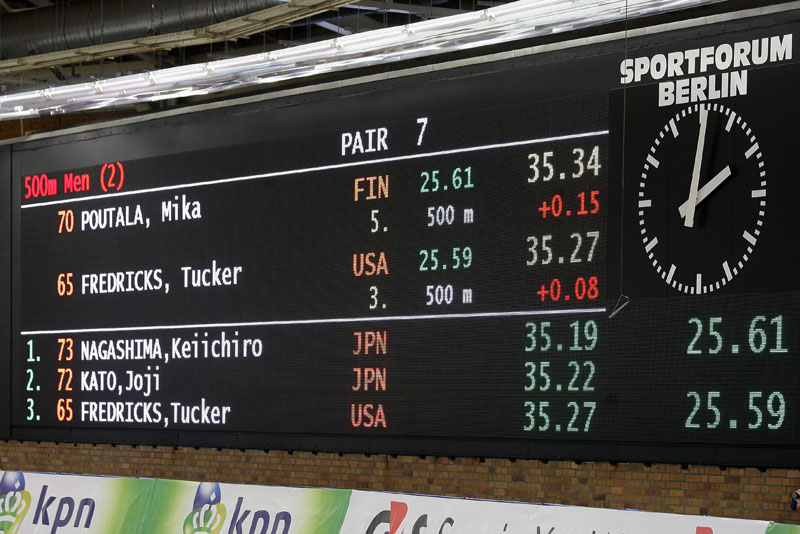 SPORTFORUM
BERLIN
PAIR 7
500m Men (2)
70 POUTALA, Mika FIN 25.61 35.34
5. 500 m +0.15
65 FREDRICKS, Tucker USA 25.59 35.27
3. 500 m +0.08
1. 73 NAGASHIMA,Keiichiro JPN 35.19 25.61
2. 72 KATO,Joji JPN 35.22
3. 65 FREDRICKS,Tucker USA 35.27 25.59
kpn kpn G4S